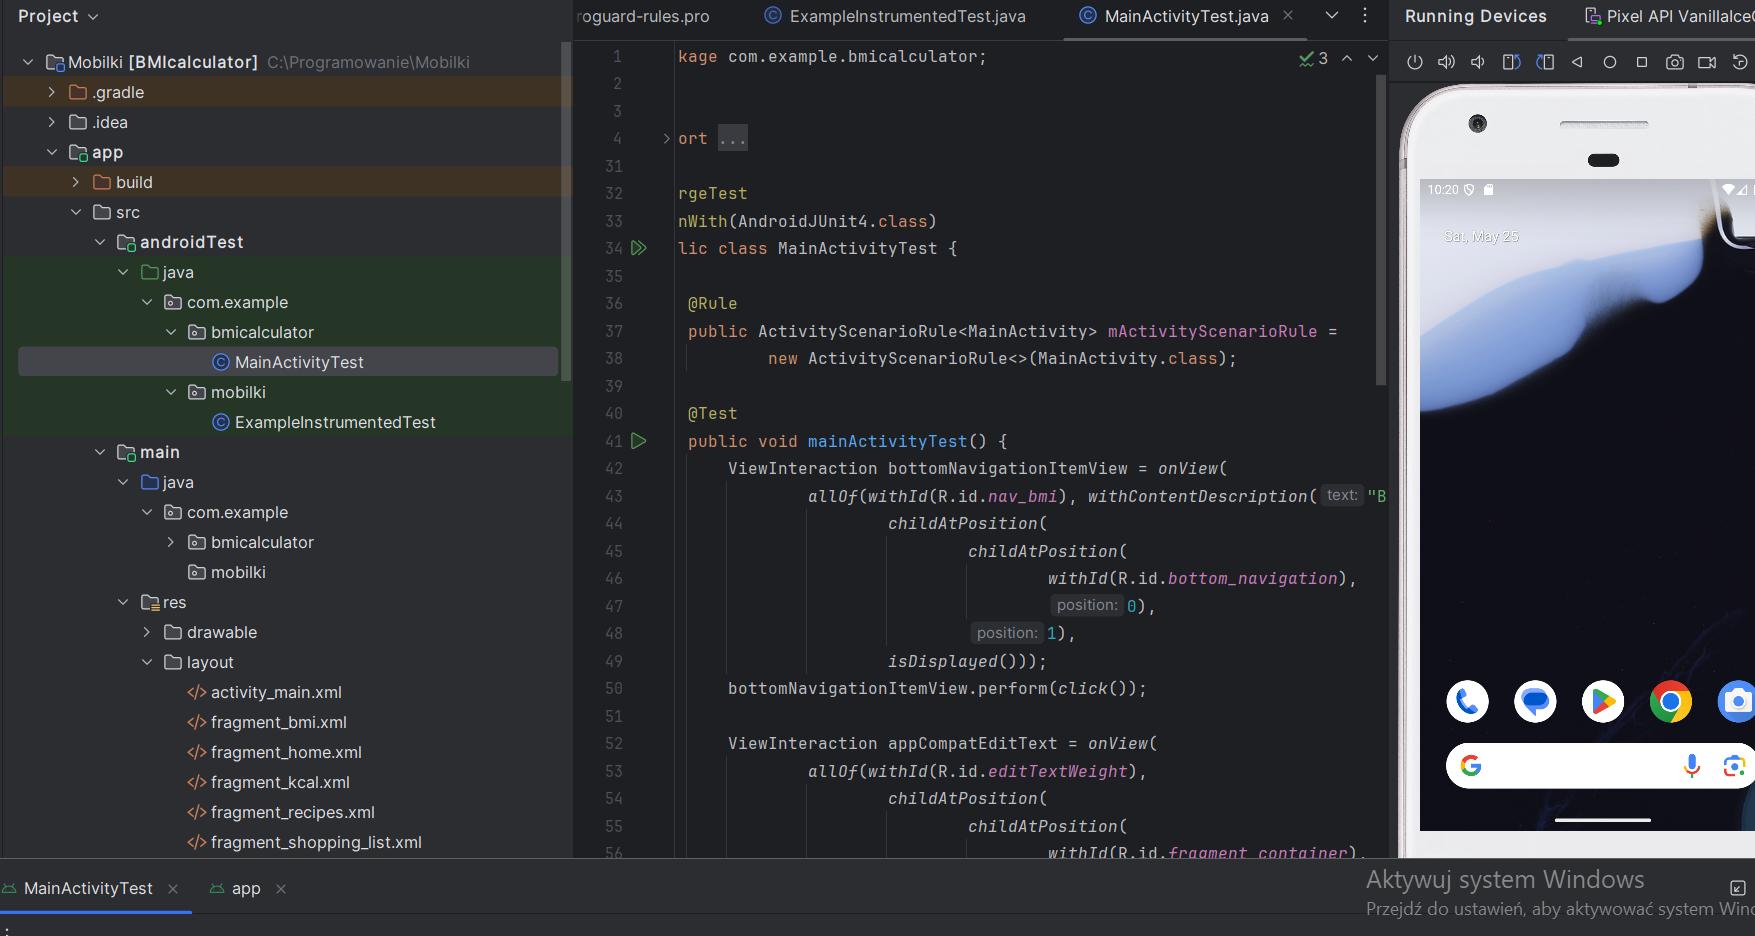 Project
Mobilki [BMIcalculator] C:\Programowanie\Mobilki
.gradle
.idea
app
build
src
androidTest
java
com.example
bmicalculator
MainActivityTest
mobilki
ExampleInstrumentedTest
main
java
com.example
bmicalculator
mobilki
res
drawable
layout
activity_main.xml
fragment_bmi.xml
fragment_home.xml
fragment_kcal.xml
fragment_recipes.xml
fragment_shopping_list.xml
roguard-rules.pro
ExampleInstrumentedTest.java
MainActivityTest.java
3
1 kage com.example.bmicalculator;
2
3
4 ort ...
31
32 rgeTest
33 nWith(AndroidJUnit4.class)
34 lic class MainActivityTest {
35
36 @Rule
37 public ActivityScenarioRule<MainActivity> mActivityScenarioRule =
38 new ActivityScenarioRule<>(MainActivity.class);
39
40 @Test
41 public void mainActivityTest() {
42 ViewInteraction bottomNavigationItemView = onView(
43 allOf(withId(R.id.nav_bmi), withContentDescription( text: "B
44 childAtPosition(
45 childAtPosition(
46 withId(R.id.bottom_navigation),
47 position: 0),
48 position: 1),
49 isDisplayed()));
50 bottomNavigationItemView.perform(click());
51
52 ViewInteraction appCompatEditText = onView(
53 allOf(withId(R.id.editTextWeight),
54 childAtPosition(
55 childAtPosition(
56 withId(R.id.fragment_container),
Running Devices
Pixel API VanillaIceC
10:20
Sat, May 25
MainActivityTest
app
Aktywuj system Windows
Przejdź do ustawień, aby aktywować system Winc